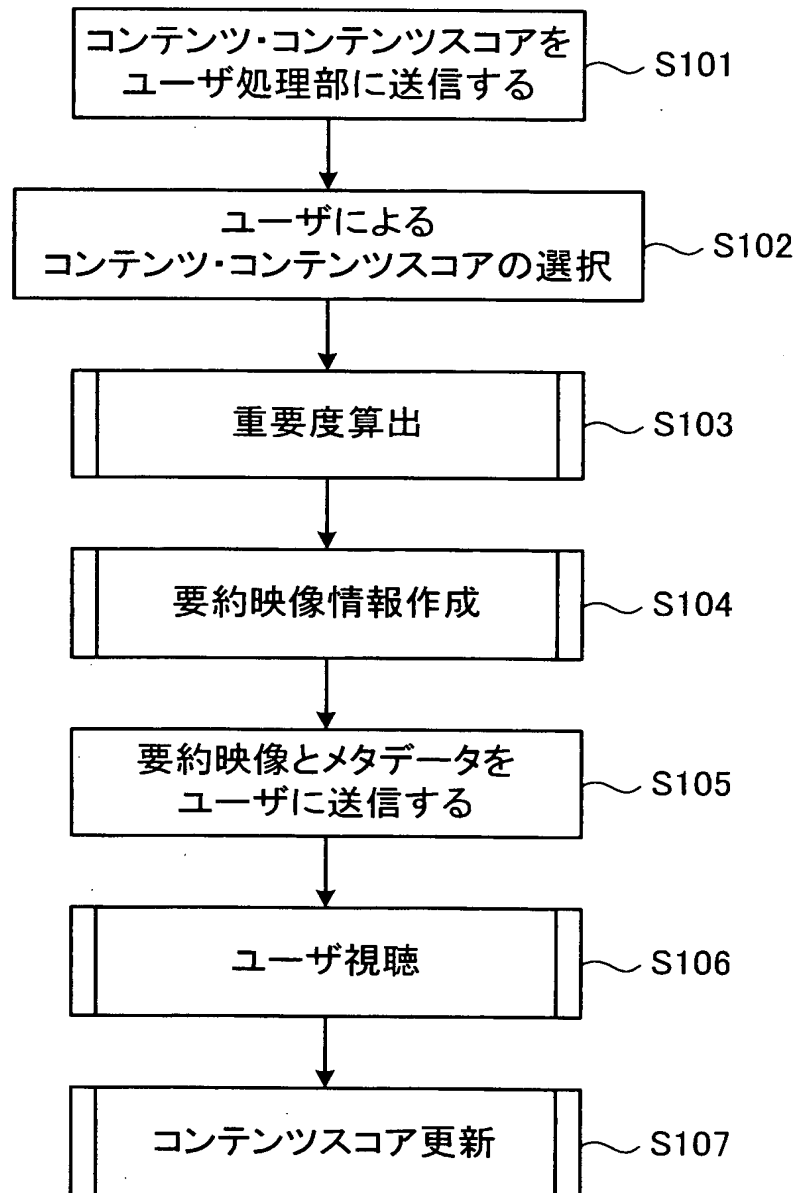 コンテンツ・コンテンツスコアを
ユーザ処理部に送信する
S101
ユーザによる
コンテンツ・コンテンツスコアの選択
S102
重要度算出
S103
要約映像情報作成
S104
要約映像とメタデータを
ユーザに送信する
S105
ユーザ視聴
S106
コンテンツスコア更新
S107